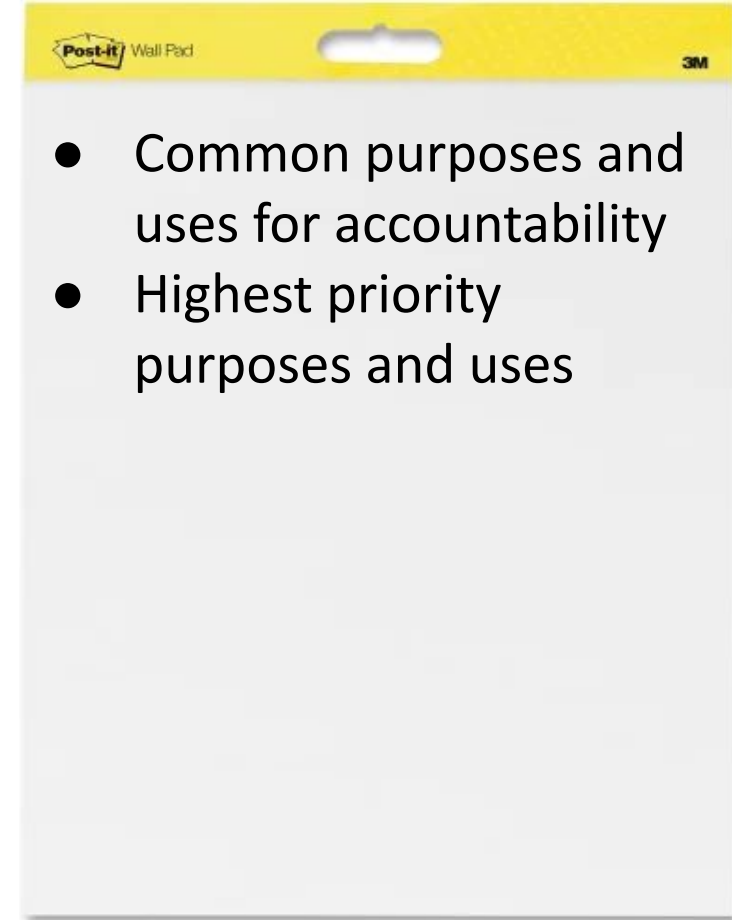 Post-it Wall Pad
3M
● Common purposes and
uses for accountability
● Highest priority
purposes and uses